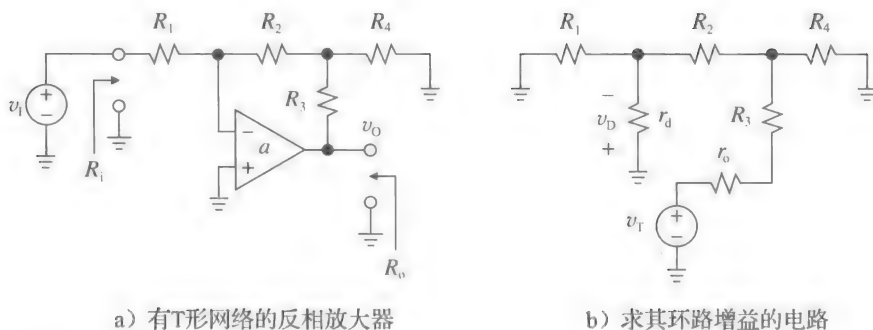 R1 R2 R4
R3
vI
Ri
a
vO
Ro
a）有T形网络的反相放大器
R1 R2 R4
vD
rd
R3
ro
vT
b）求其环路增益的电路